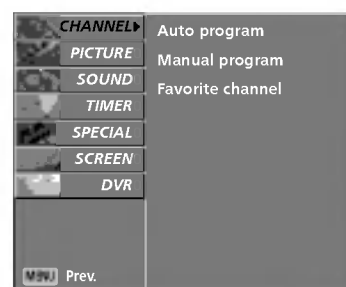 CHANNEL
PICTURE
SOUND
TIMER
SPECIAL
SCREEN
DVR
MENU Prev.
Auto program
Manual program
Favorite channel